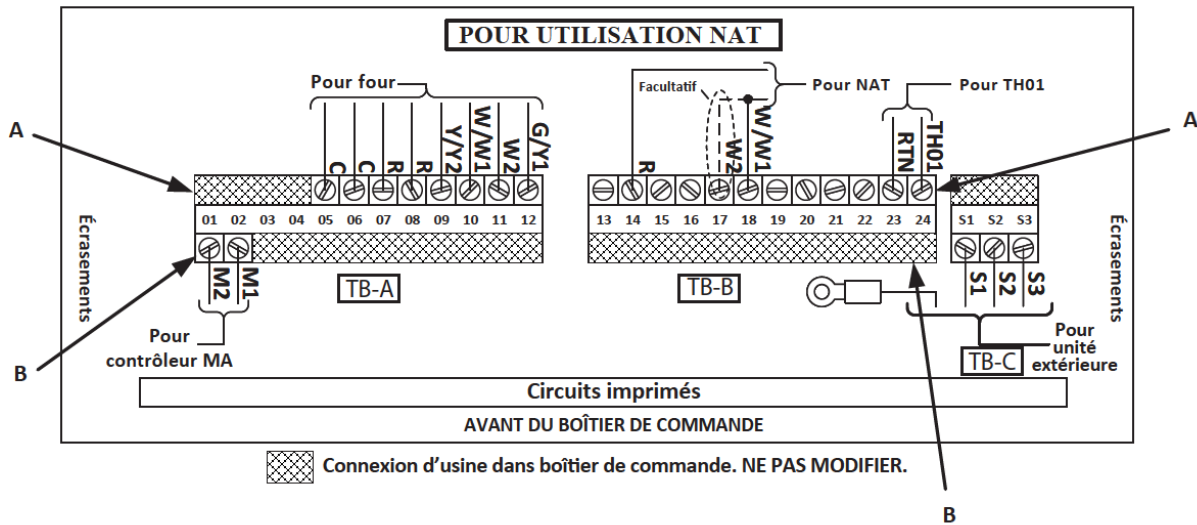 POUR UTILISATION NAT
Pour four
Facultatif
Pour NAT
Pour TH01
A
A
C
C
R
R
Y/Y2
W/W1
W2
G/Y1
R
W2
W/W1
RTN
TH01
01 02 03 04 05 06 07 08 09 10 11 12
13 14 15 16 17 18 19 20 21 22 23 24
S1 S2 S3
Écrasements
Écrasements
M2
M1
TB-A
TB-B
S1
S2
S3
Pour
contrôleur MA
Pour
unité
extérieure
TB-C
B
Circuits imprimés
AVANT DU BOÎTIER DE COMMANDE
Connexion d'usine dans boîtier de commande. NE PAS MODIFIER.
B